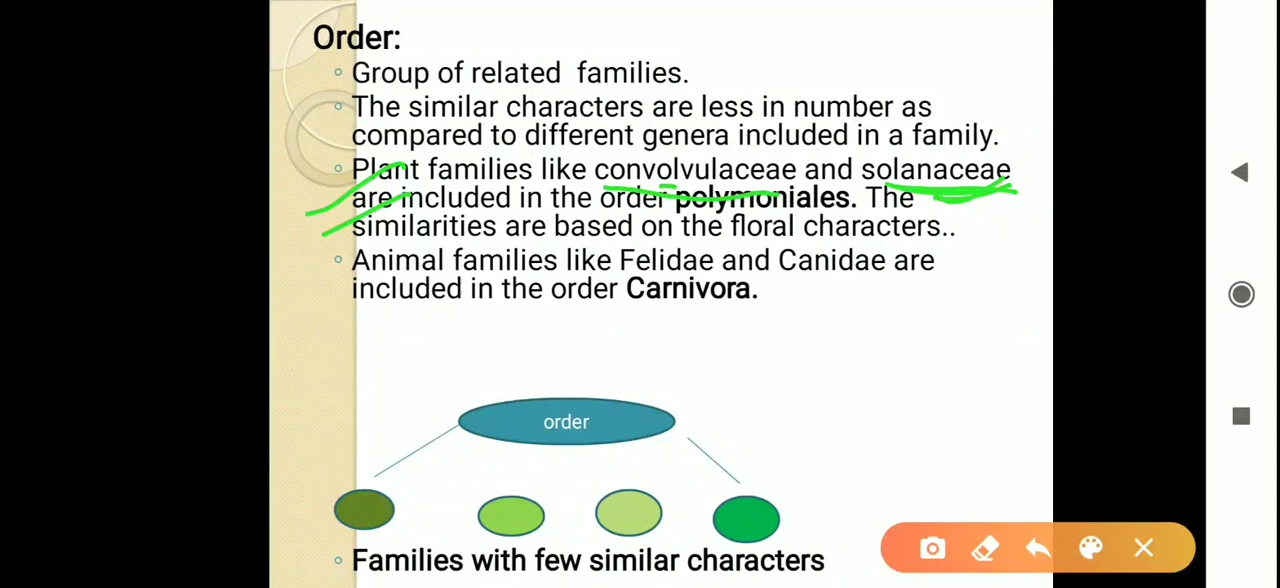 Order:
Group of related families.
The similar characters are less in number as
compared to different genera included in a family.
Plant families like convolvulaceae and solanaceae
are included in the order polymoniales. The
similarities are based on the floral characters..
Animal families like Felidae and Canidae are
included in the order Carnivora.
order
Families with few similar characters